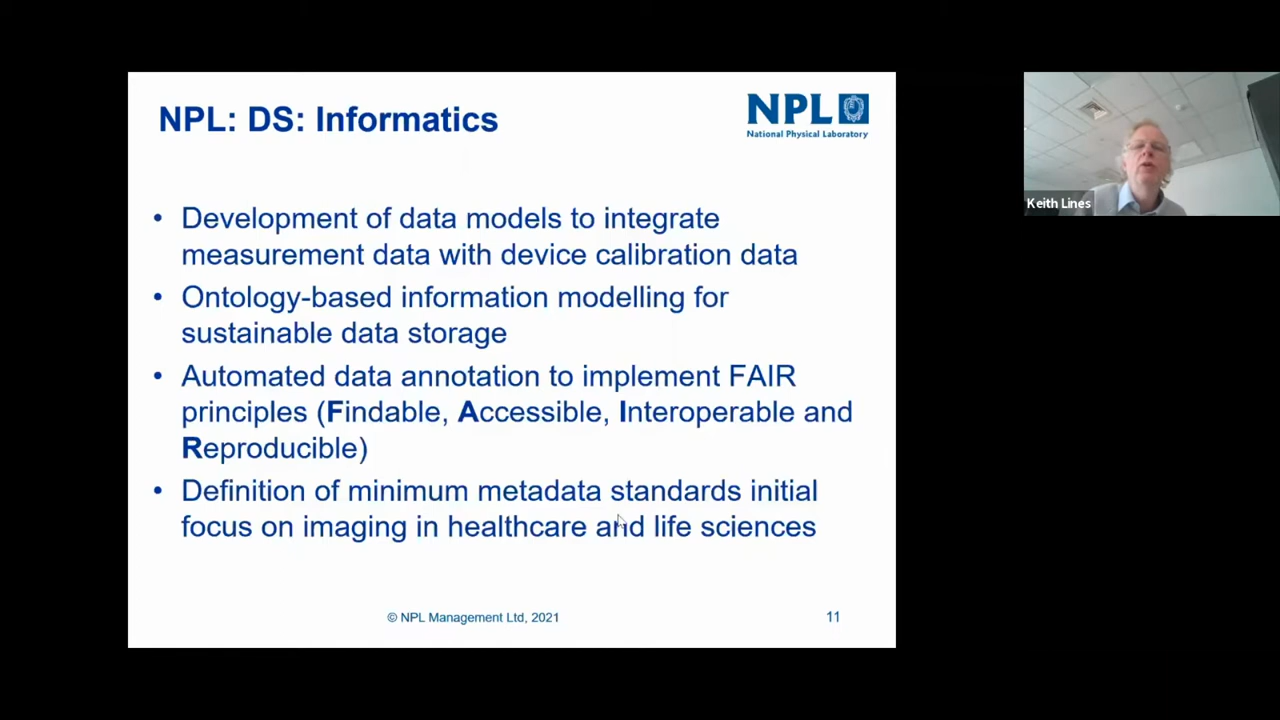 NPL: DS: Informatics
NPL
National Physical Laboratory
• Development of data models to integrate
measurement data with device calibration data
• Ontology-based information modelling for
sustainable data storage
• Automated data annotation to implement FAIR
principles (Findable, Accessible, Interoperable and
Reproducible)
• Definition of minimum metadata standards initial
focus on imaging in healthcare and life sciences
© NPL Management Ltd, 2021
11
Keith Lines